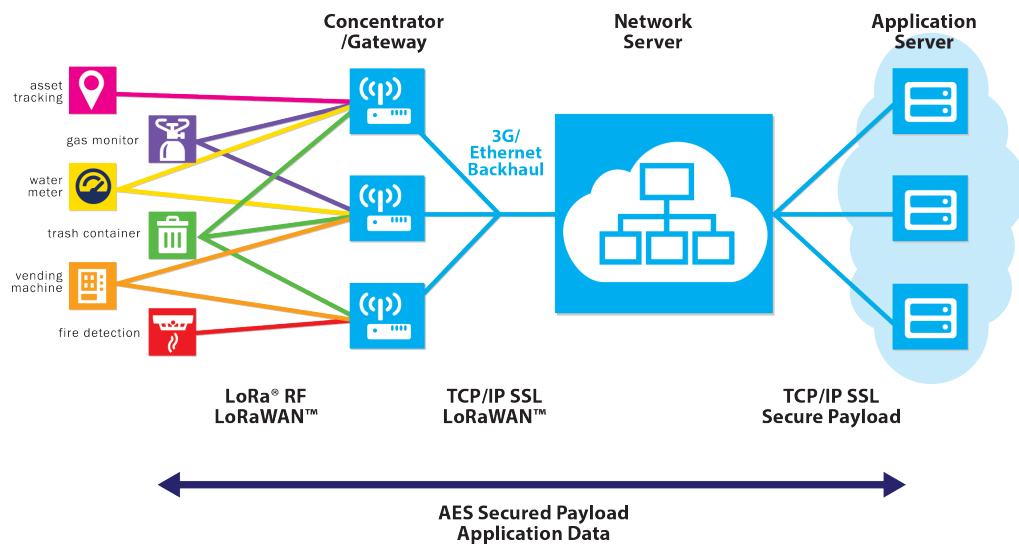 Concentrator
/Gateway
Network
Server
Application
Server
asset
tracking
gas monitor
water
meter
trash container
vending
machine
fire detection
3G/
Ethernet
Backhaul
LoRa® RF
LoRaWAN™
TCP/IP SSL
LoRaWAN™
TCP/IP SSL
Secure Payload
AES Secured Payload
Application Data